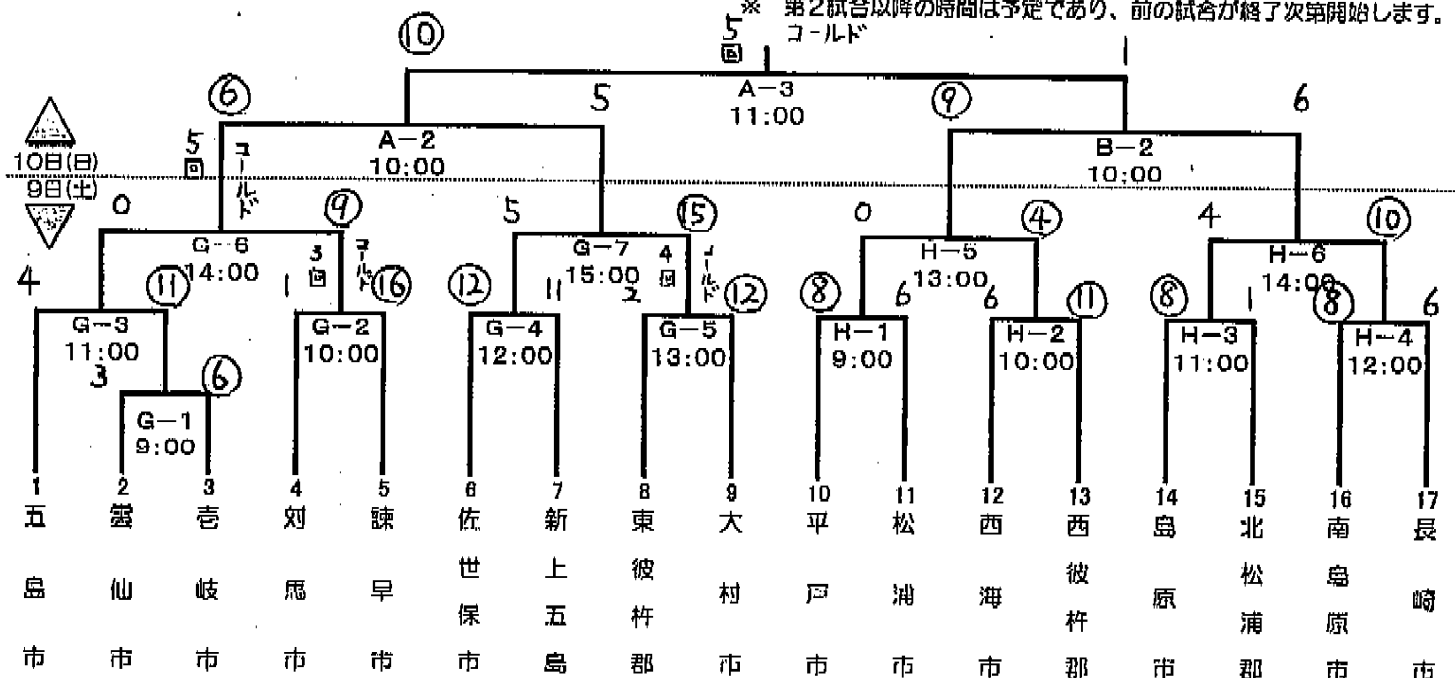 ※ 第2試合以降の時間は予定であり、前の試合が終了次第開始します。
⑩ 5回 コールド 1
⑥ 5 A-3 ⑨ 6
11:00
A-2 B-2
10日(日) 5回 コールド 10:00 10:00
9日(土)
0 ⑨ 5 ⑮ 0 ④ 4 ⑩
G-6 G-7 H-5 H-6
14:00 15:00 13:00 14:00
4 ⑪ 1 3回 コールド ⑯ ⑫ 11 2 4回 コールド ⑫ ⑧ 6 6 ⑪ ⑧ 1 ⑧ 6
G-3 G-2 G-4 G-5 H-1 H-2 H-3 H-4
11:00 10:00 12:00 13:00 9:00 10:00 11:00 12:00
3 ⑥
G-1
9:00
1 2 3 4 5 6 7 8 9 10 11 12 13 14 15 16 17
五島市
雲仙市
壱岐市
対馬市
諫早市
佐世保市
新上五島
東彼杵郡
大村市
平戸市
松浦市
西海市
西彼杵郡
島原市
北松浦郡
南島原市
長崎市